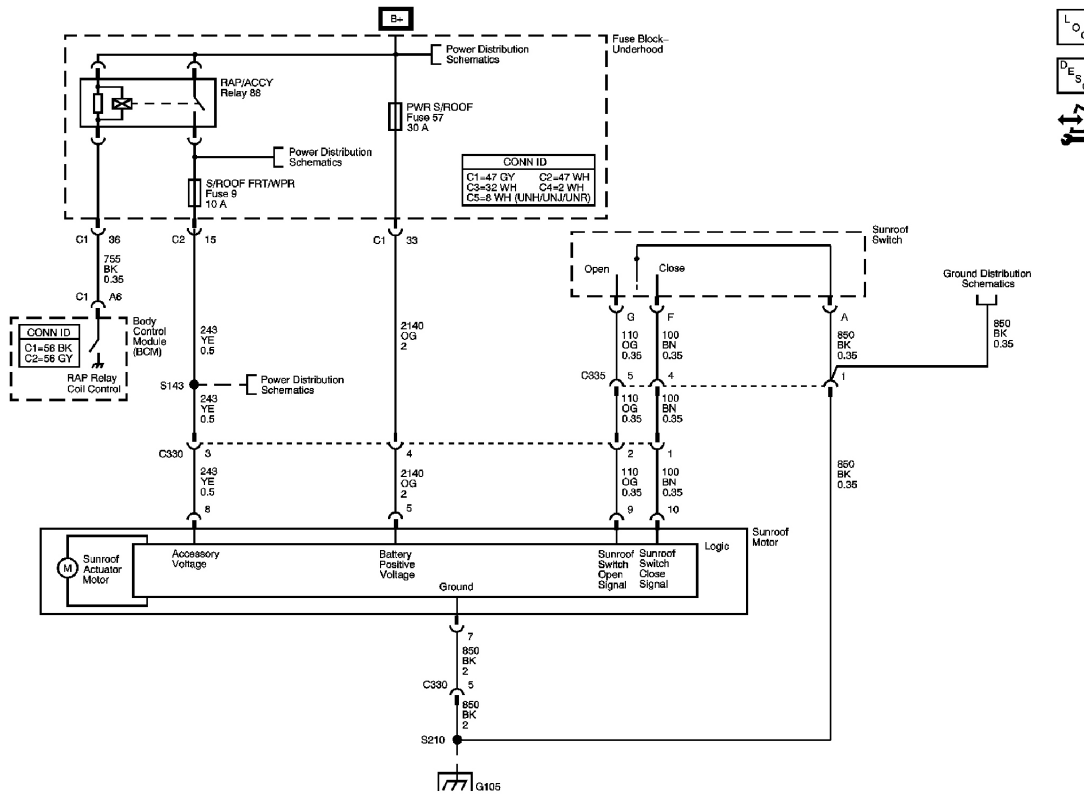 B+
Fuse Block–
Underhood
Power Distribution
Schematics
RAP/ACCY
Relay 88
PWR S/ROOF
Fuse 57
30 A
Power Distribution
Schematics
S/ROOF FRT/WPR
Fuse 9
10 A
CONN ID
C1=47 GY C2=47 WH
C3=32 WH C4=2 WH
C5=8 WH (UNH/UNJ/UNR)
C1 36
C2 15
C1 33
Sunroof
Switch
Open
Close
Ground Distribution
Schematics
755
BK
0.35
C1 A6
G
F
A
850
BK
0.35
CONN ID
C1=56 BK
C2=56 GY
Body
Control
Module
(BCM)
RAP Relay
Coil Control
243
YE
0.5
2140
OG
2
110
OG
0.35
100
BN
0.35
850
BK
0.35
S143
Power Distribution
Schematics
C335 5
4
1
243
YE
0.5
110
OG
0.35
100
BN
0.35
C330 3
4
2
1
850
BK
0.35
243
YE
0.5
2140
OG
2
110
OG
0.35
100
BN
0.35
8
5
9
10
Sunroof
Motor
M
Sunroof
Actuator
Motor
Accessory
Voltage
Battery
Positive
Voltage
Sunroof
Switch
Open
Signal
Sunroof
Switch
Close
Signal
Logic
Ground
7
850
BK
2
C330 5
850
BK
2
S210
G105